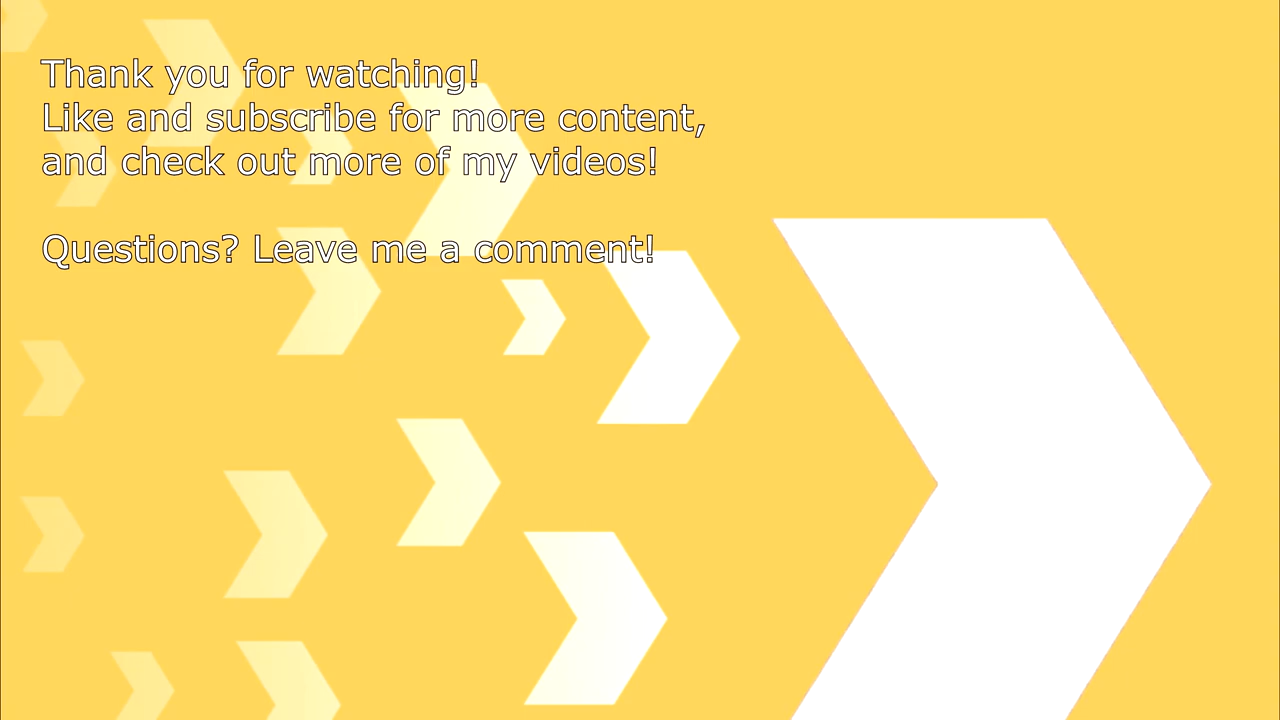 Thank you for watching!
Like and subscribe for more content,
and check out more of my videos!
Questions? Leave me a comment!